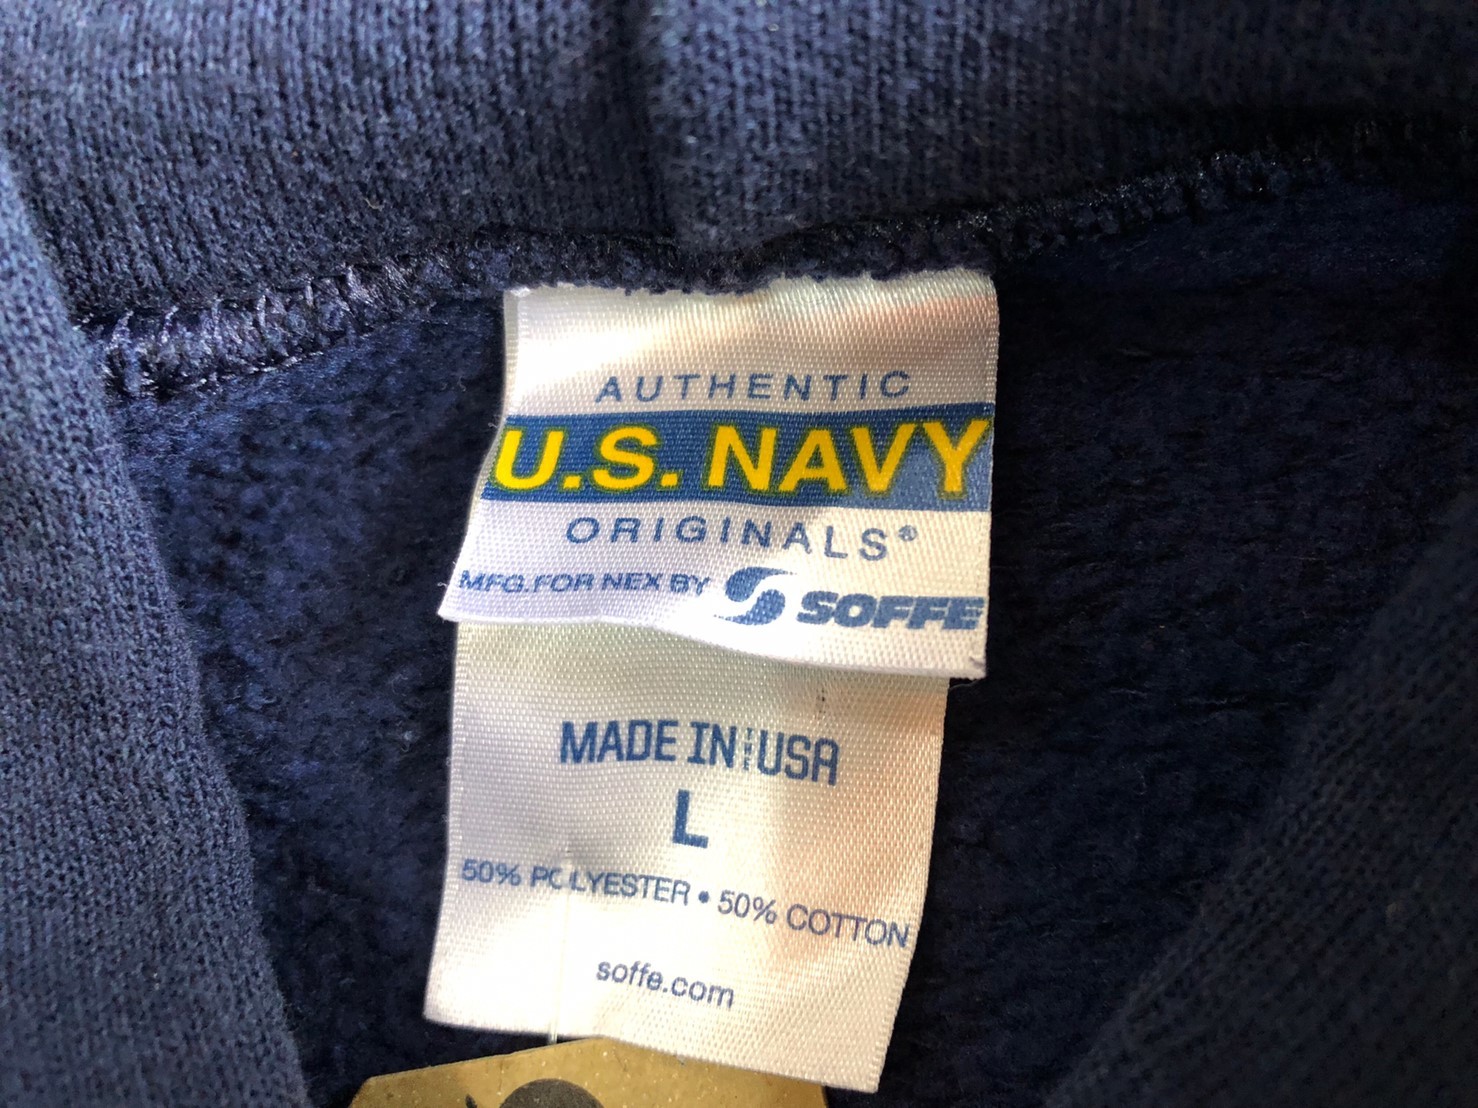 AUTHENTIC
U.S. NAVY
ORIGINALS®
MFG. FOR NEX BY SOFFE
MADE IN USA
L
50% POLYESTER • 50% COTTON
soffe.com